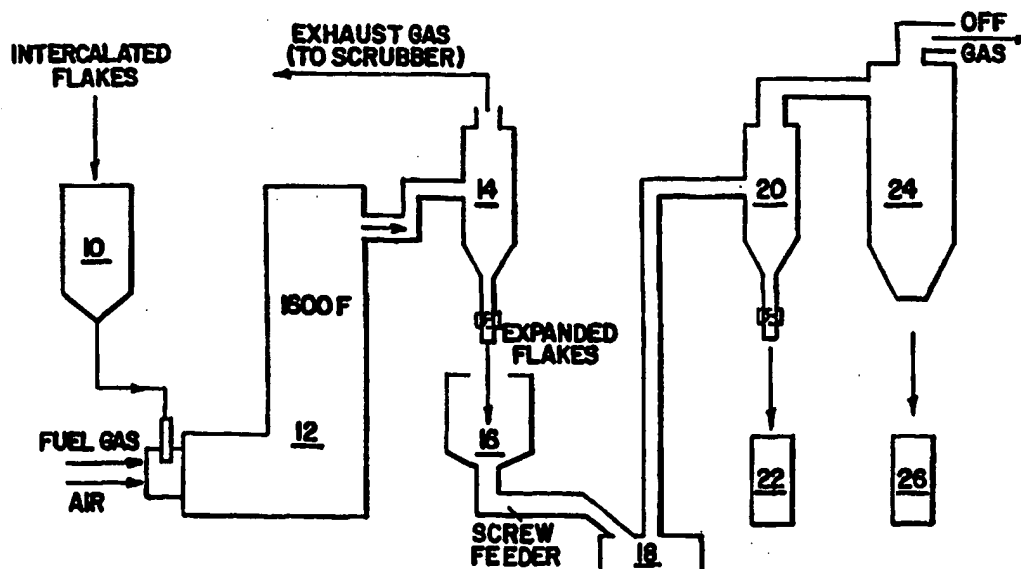 INTERCALATED
FLAKES
EXHAUST GAS
(TO SCRUBBER)
OFF
GAS
10
1600 F
12
FUEL GAS
AIR
14
EXPANDED
FLAKES
16
SCREW
FEEDER
18
20
22
24
26